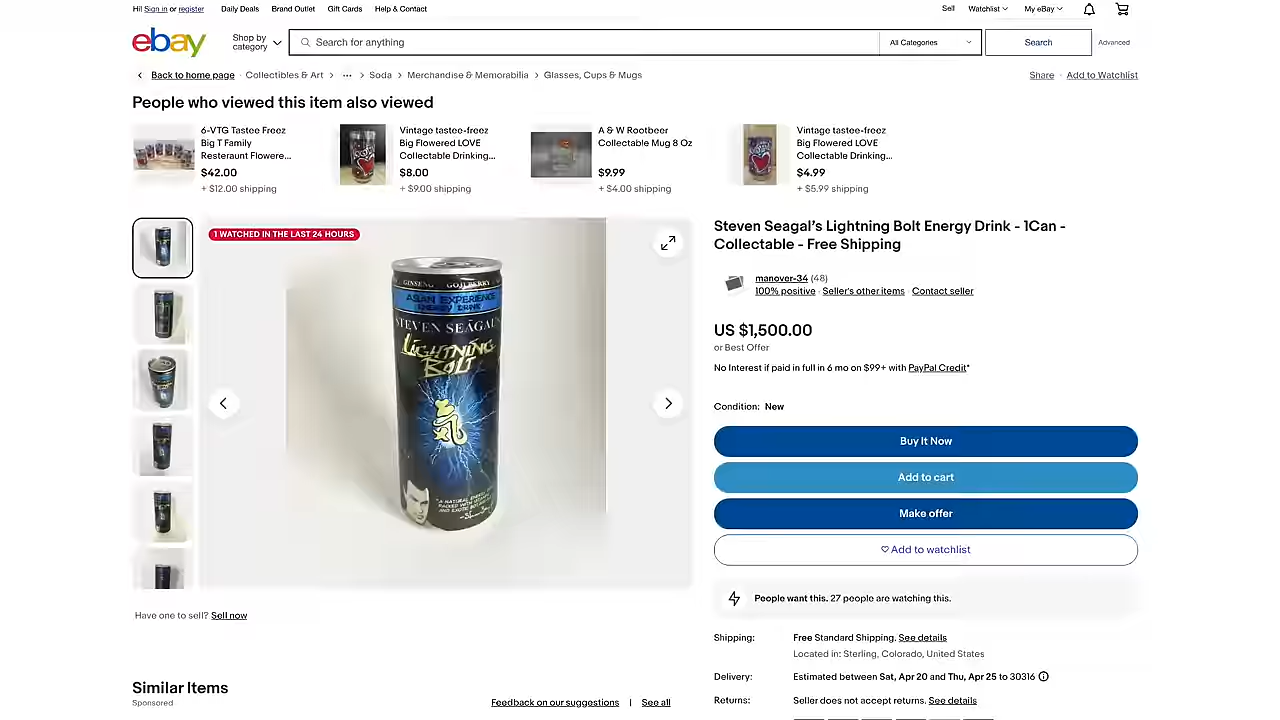 Hi! Sign in or register
Daily Deals
Brand Outlet
Gift Cards
Help & Contact
Sell
Watchlist
My eBay
ebay
Shop by
category
Search for anything
All Categories
Search
Advanced
Back to home page
Collectibles & Art
...
Soda
Merchandise & Memorabilia
Glasses, Cups & Mugs
Share
Add to Watchlist
People who viewed this item also viewed
6-VTG Tastee Freez
Big T Family
Resteraunt Flowere...
$42.00
+ $12.00 shipping
Vintage tastee-freez
Big Flowered LOVE
Collectable Drinking...
$8.00
+ $9.00 shipping
A & W Rootbeer
Collectable Mug 8 Oz
$9.99
+ $4.00 shipping
Vintage tastee-freez
Big Flowered LOVE
Collectable Drinking...
$4.99
+ $5.99 shipping
1 WATCHED IN THE LAST 24 HOURS
GINSENG GOJI BERRY
ASIAN EXPERIENCE
ENERGY DRINK
STEVEN SEAGAL'S
LIGHTNING
BOLT
氣
Steven Seagal's Lightning Bolt Energy Drink - 1Can -
Collectable - Free Shipping
manover-34 (48)
100% positive · Seller's other items · Contact seller
US $1,500.00
or Best Offer
No Interest if paid in full in 6 mo on $99+ with PayPal Credit*
Condition: New
Buy It Now
Add to cart
Make offer
Add to watchlist
People want this. 27 people are watching this.
Shipping: Free Standard Shipping. See details
Located in: Sterling, Colorado, United States
Delivery: Estimated between Sat, Apr 20 and Thu, Apr 25 to 30316
Returns: Seller does not accept returns. See details
Have one to sell? Sell now
Similar Items
Sponsored
Feedback on our suggestions | See all